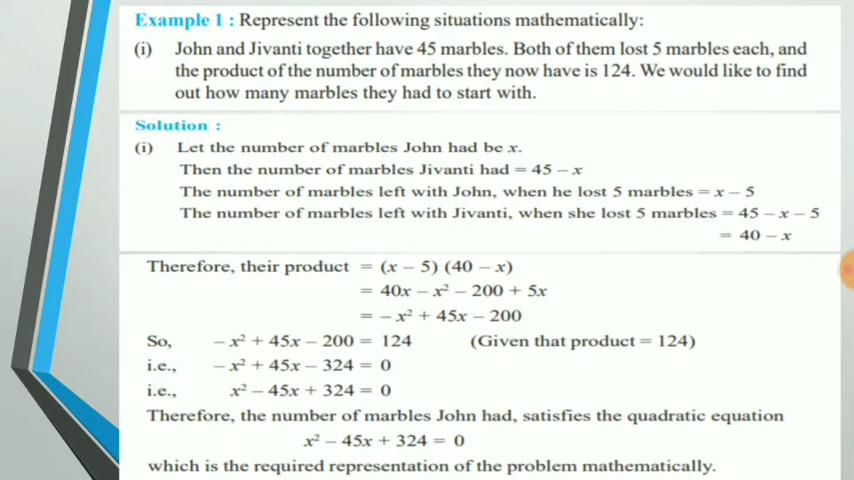 Example 1 : Represent the following situations mathematically:
(i) John and Jivanti together have 45 marbles. Both of them lost 5 marbles each, and
the product of the number of marbles they now have is 124. We would like to find
out how many marbles they had to start with.
Solution :
(i) Let the number of marbles John had be x.
Then the number of marbles Jivanti had = 45 – x
The number of marbles left with John, when he lost 5 marbles = x – 5
The number of marbles left with Jivanti, when she lost 5 marbles = 45 – x – 5
= 40 – x
Therefore, their product = (x – 5) (40 – x)
= 40x – x² – 200 + 5x
= – x² + 45x – 200
So, – x² + 45x – 200 = 124 (Given that product = 124)
i.e., – x² + 45x – 324 = 0
i.e., x² – 45x + 324 = 0
Therefore, the number of marbles John had, satisfies the quadratic equation
x² – 45x + 324 = 0
which is the required representation of the problem mathematically.